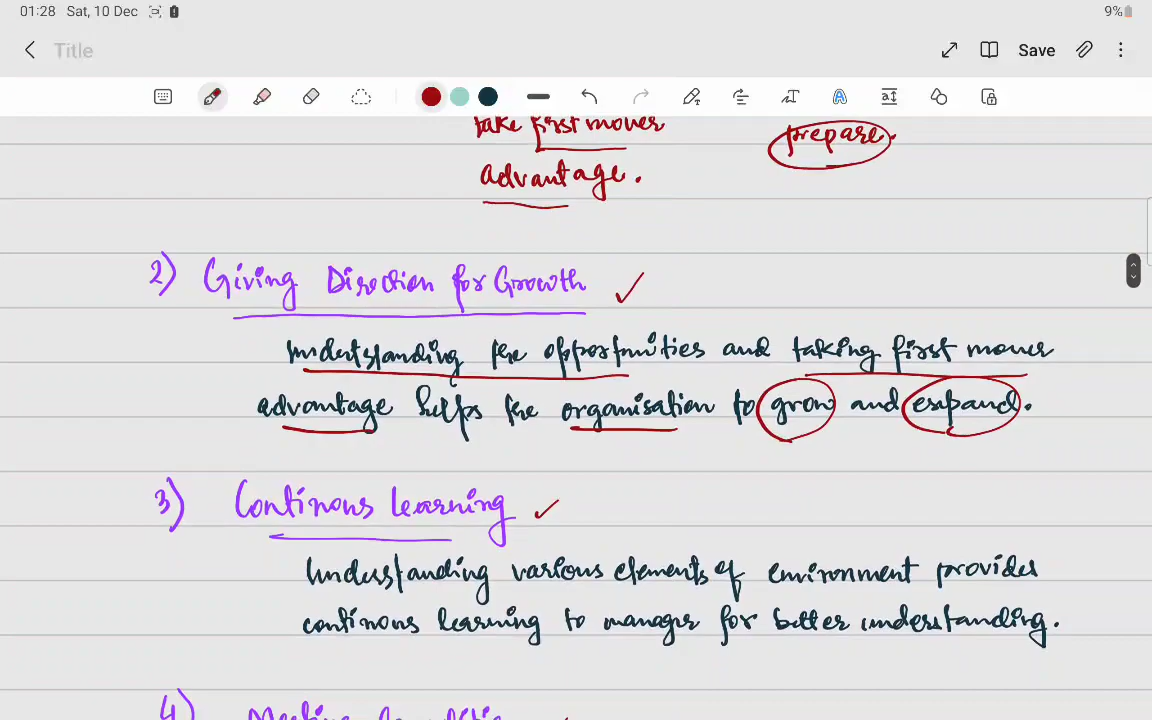 01:28 Sat, 10 Dec 9%
Title Save
take first mover prepare.
advantage.
2) Giving Direction for Growth
Understanding the opportunities and taking first mover
advantage helps the organisation to grow and expand.
3) Continous learning
Understanding various elements of environment provides
continous learning to manager for better understanding.
4)